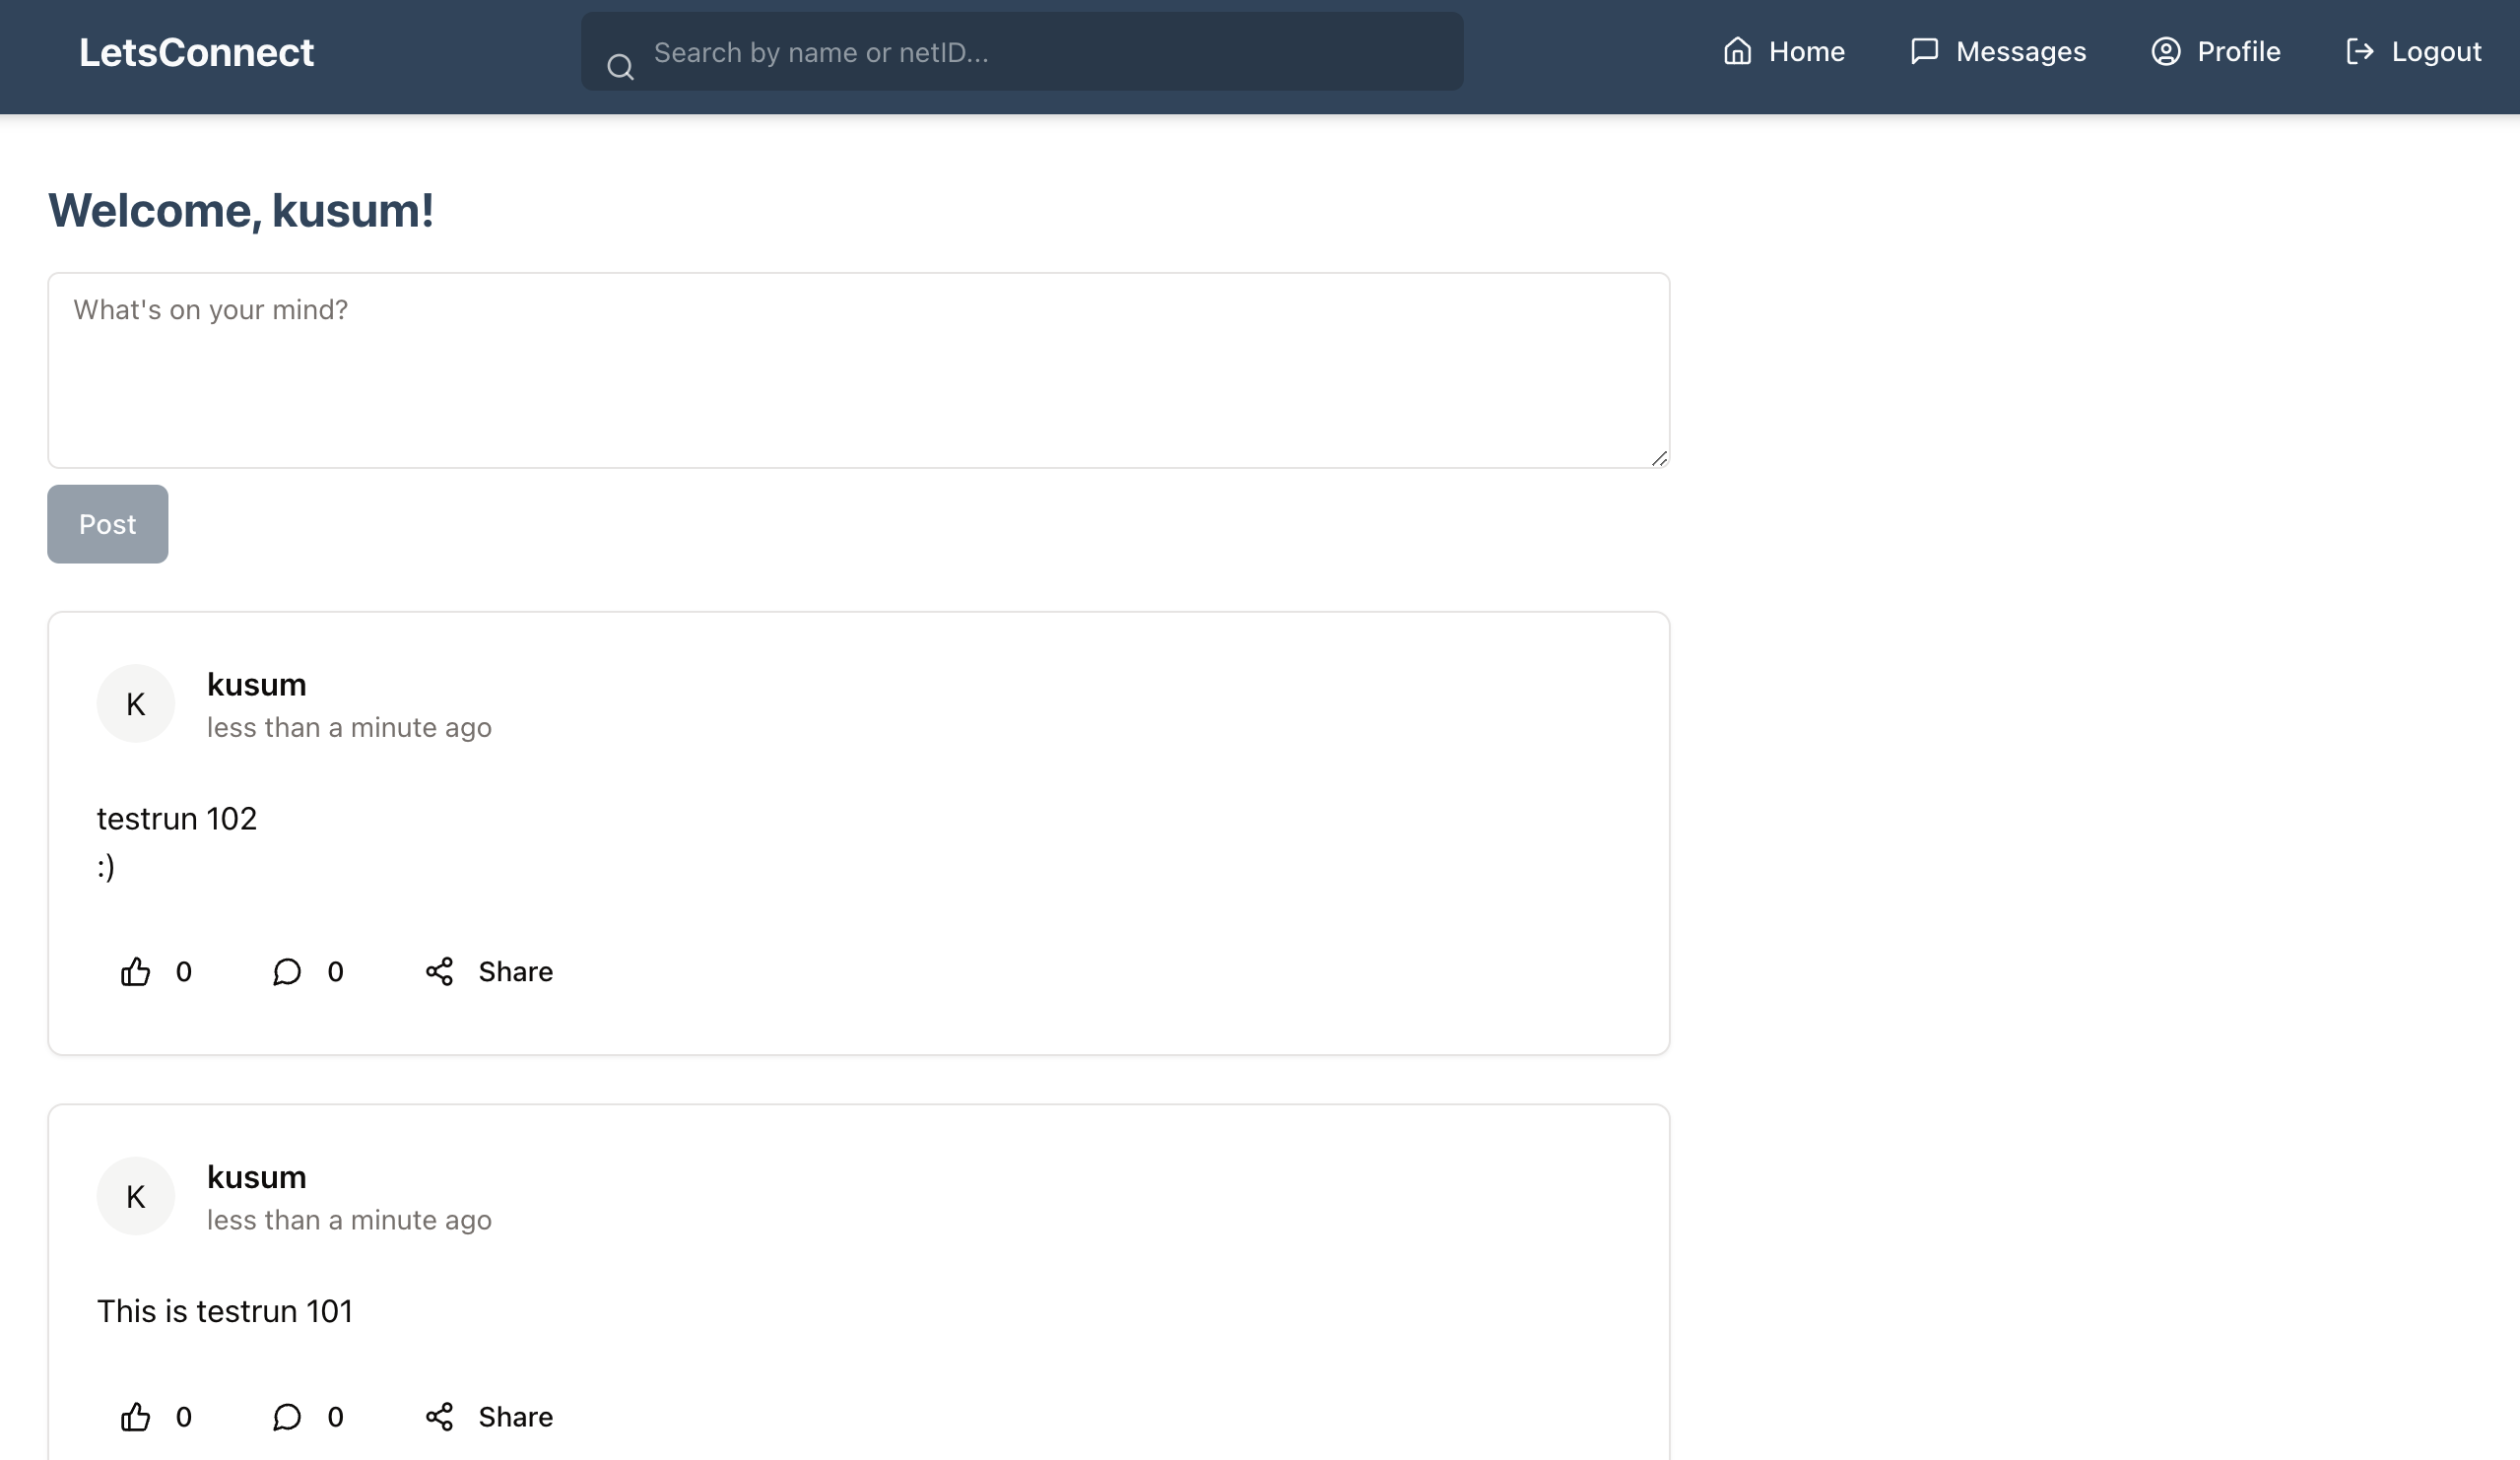 LetsConnect
Search by name or netID...
Home
Messages
Profile
Logout
Welcome, kusum!
What's on your mind?
Post
K
kusum
less than a minute ago
testrun 102
:)
0
0
Share
K
kusum
less than a minute ago
This is testrun 101
0
0
Share